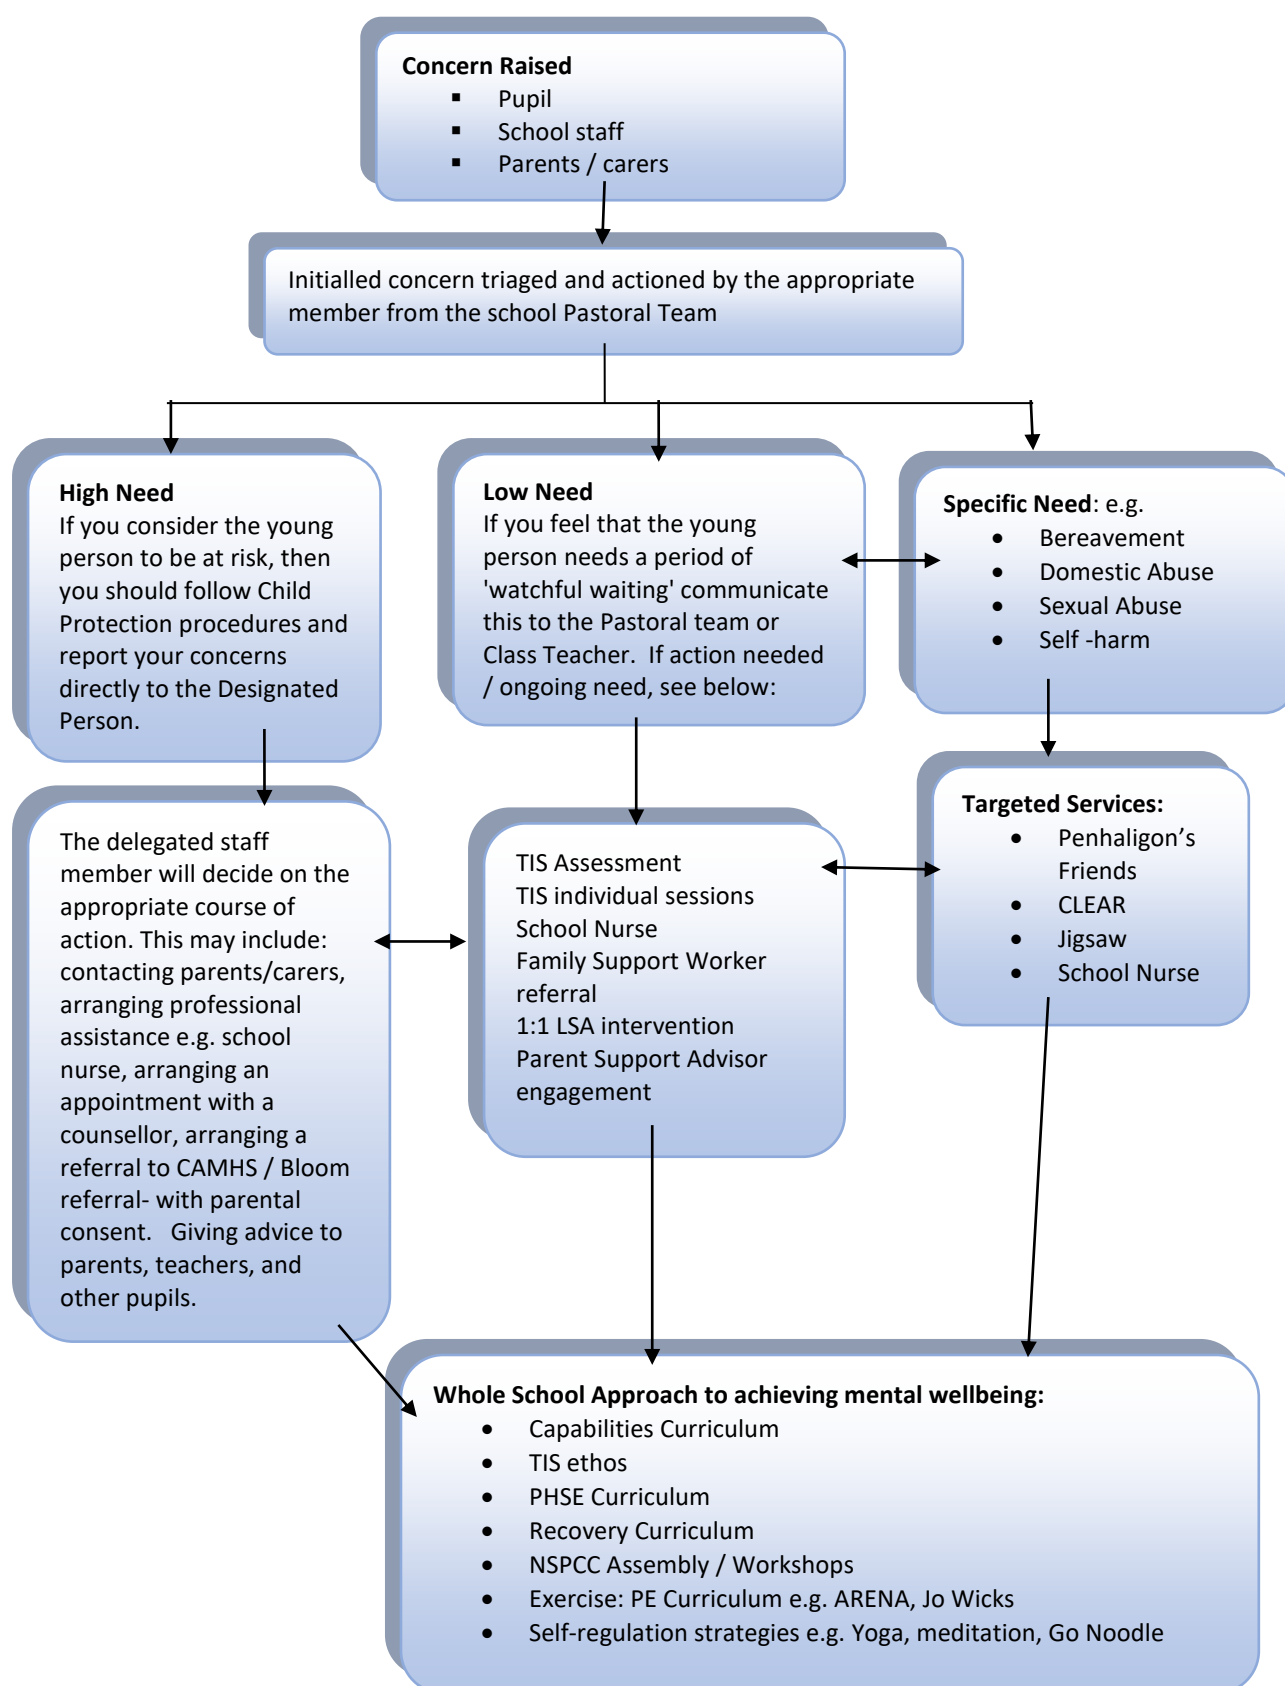 Concern Raised
▪ Pupil
▪ School staff
▪ Parents / carers
Initialled concern triaged and actioned by the appropriate
member from the school Pastoral Team
High Need
If you consider the young
person to be at risk, then
you should follow Child
Protection procedures and
report your concerns
directly to the Designated
Person.
Low Need
If you feel that the young
person needs a period of
'watful waiting' communicate
this to the Pastoral team or
Class Teacher.  If action needed
/ ongoing need, see below:
Specific Need: e.g.
• Bereavement
• Domestic Abuse
• Sexual Abuse
• Self -harm
The delegated staff
member will decide on the
appropriate course of
action. This may include:
contacting parents/carers,
arranging professional
assistance e.g. school
nurse, arranging an
appointment with a
counsellor, arranging a
referral to CAMHS / Bloom
referral- with parental
consent.   Giving advice to
parents, teachers, and
other pupils.
TIS Assessment
TIS individual sessions
School Nurse
Family Support Worker
referral
1:1 LSA intervention
Parent Support Advisor
engagement
Targeted Services:
• Penhaligon’s
Friends
• CLEAR
• Jigsaw
• School Nurse
Whole School Approach to achieving mental wellbeing:
• Capabilities Curriculum
• TIS ethos
• PHSE Curriculum
• Recovery Curriculum
• NSPCC Assembly / Workshops
• Exercise: PE Curriculum e.g. ARENA, Jo Wicks
• Self-regulation strategies e.g. Yoga, meditation, Go Noodle